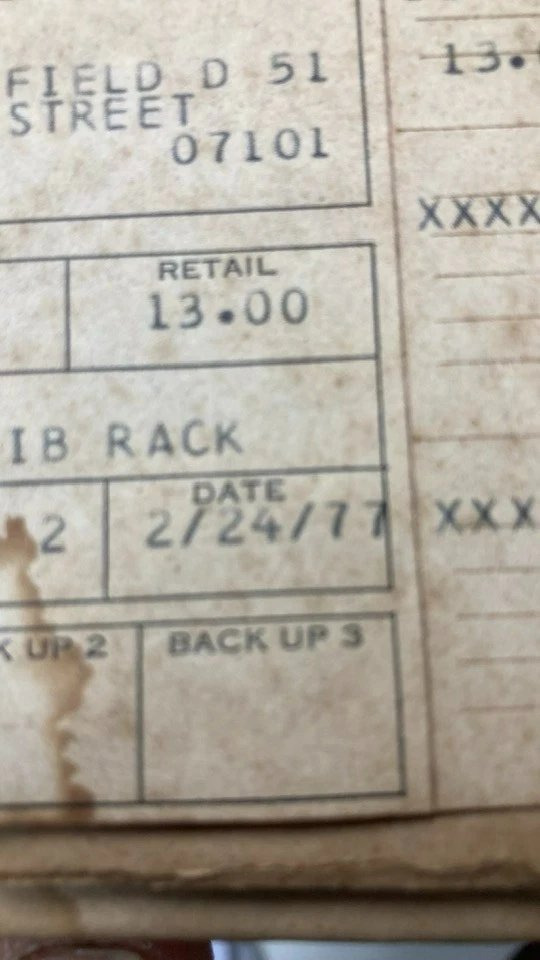 FIELD D 51
STREET
07101
RETAIL
13.00
IB RACK
DATE
2 2/24/77
K UP 2 BACK UP 3
13.
XXXX
XXX